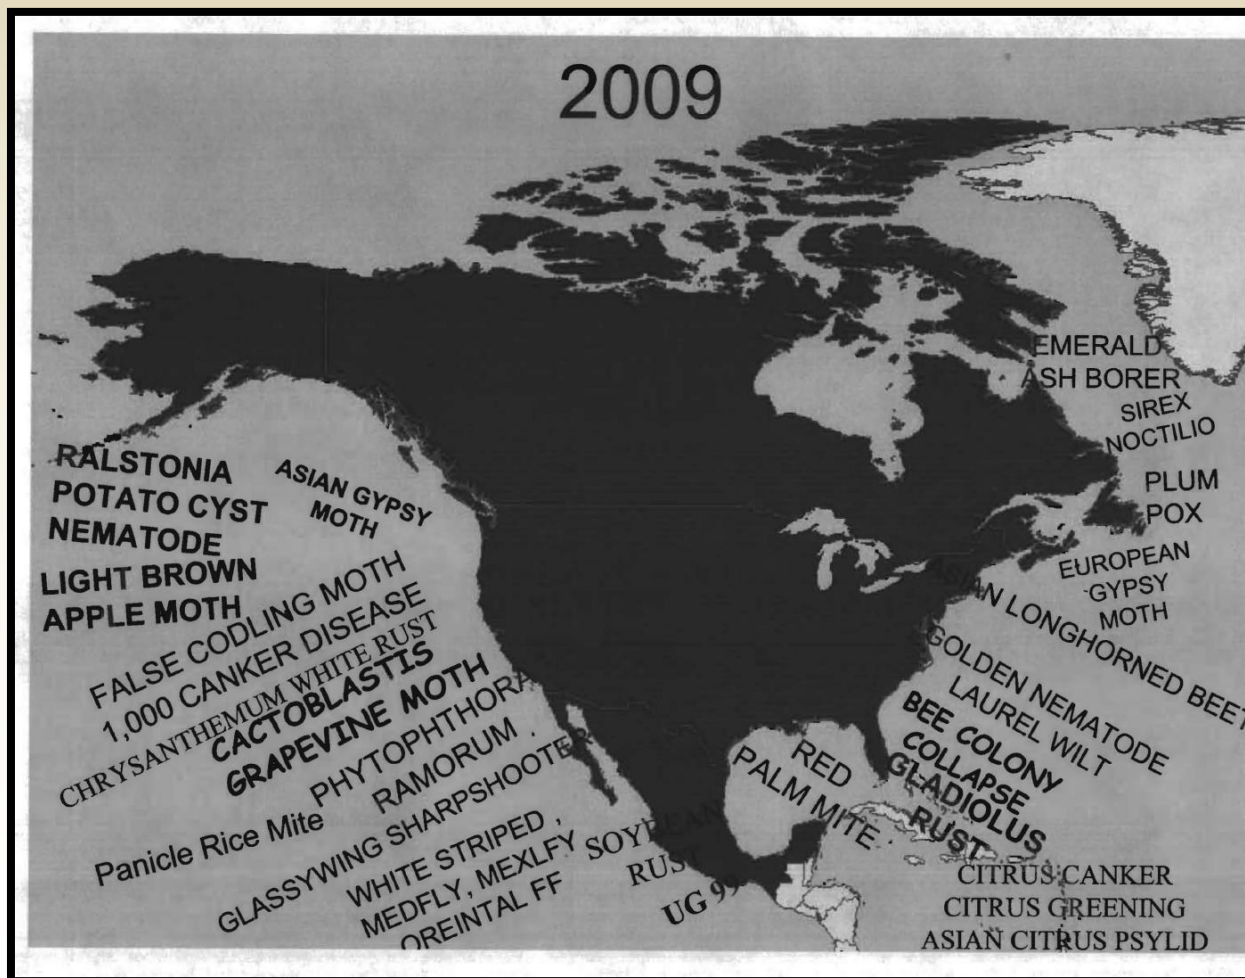 2009
EMERALD
ASH BORER
SIREX
NOCTILIO
PLUM
POX
EUROPEAN
GYPSY
MOTH
RALSTONIA
POTATO CYST
NEMATODE
LIGHT BROWN
APPLE MOTH
ASIAN GYPSY
MOTH
FALSE CODLING MOTH
1,000 CANKER DISEASE
CHRYSANTHEMUM WHITE RUST
CACTOBLASTIS
GRAPEVINE MOTH
PHYTOPHTHORA
RAMORUM
Panicle Rice Mite
GLASSYWING SHARPSHOOTER
WHITE STRIPED ,
MEDFLY, MEXLFY
OREINTAL FF
SOYBEAN
RUST
UG 99
RED
PALM MITE
ASIAN LONGHORNED BEET
GOLDEN NEMATODE
LAUREL WILT
BEE COLONY
COLLAPSE
GLADIOLUS
RUST
CITRUS CANKER
CITRUS GREENING
ASIAN CITRUS PSYLID